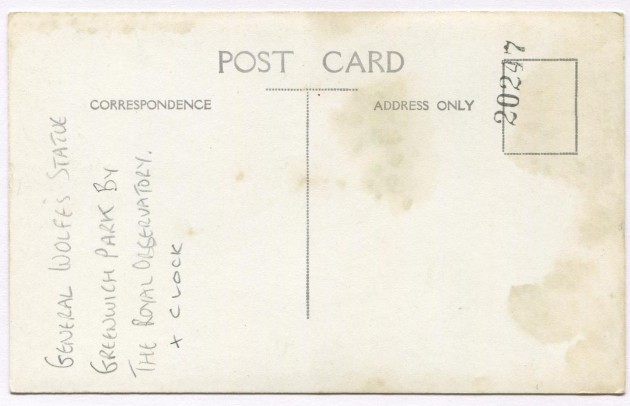 POST CARD
CORRESPONDENCE
ADDRESS ONLY
20247
GENERAL WOLFE'S STATUE
GREENWICH PARK BY
THE ROYAL OBSERVATORY.
+ CLOCK